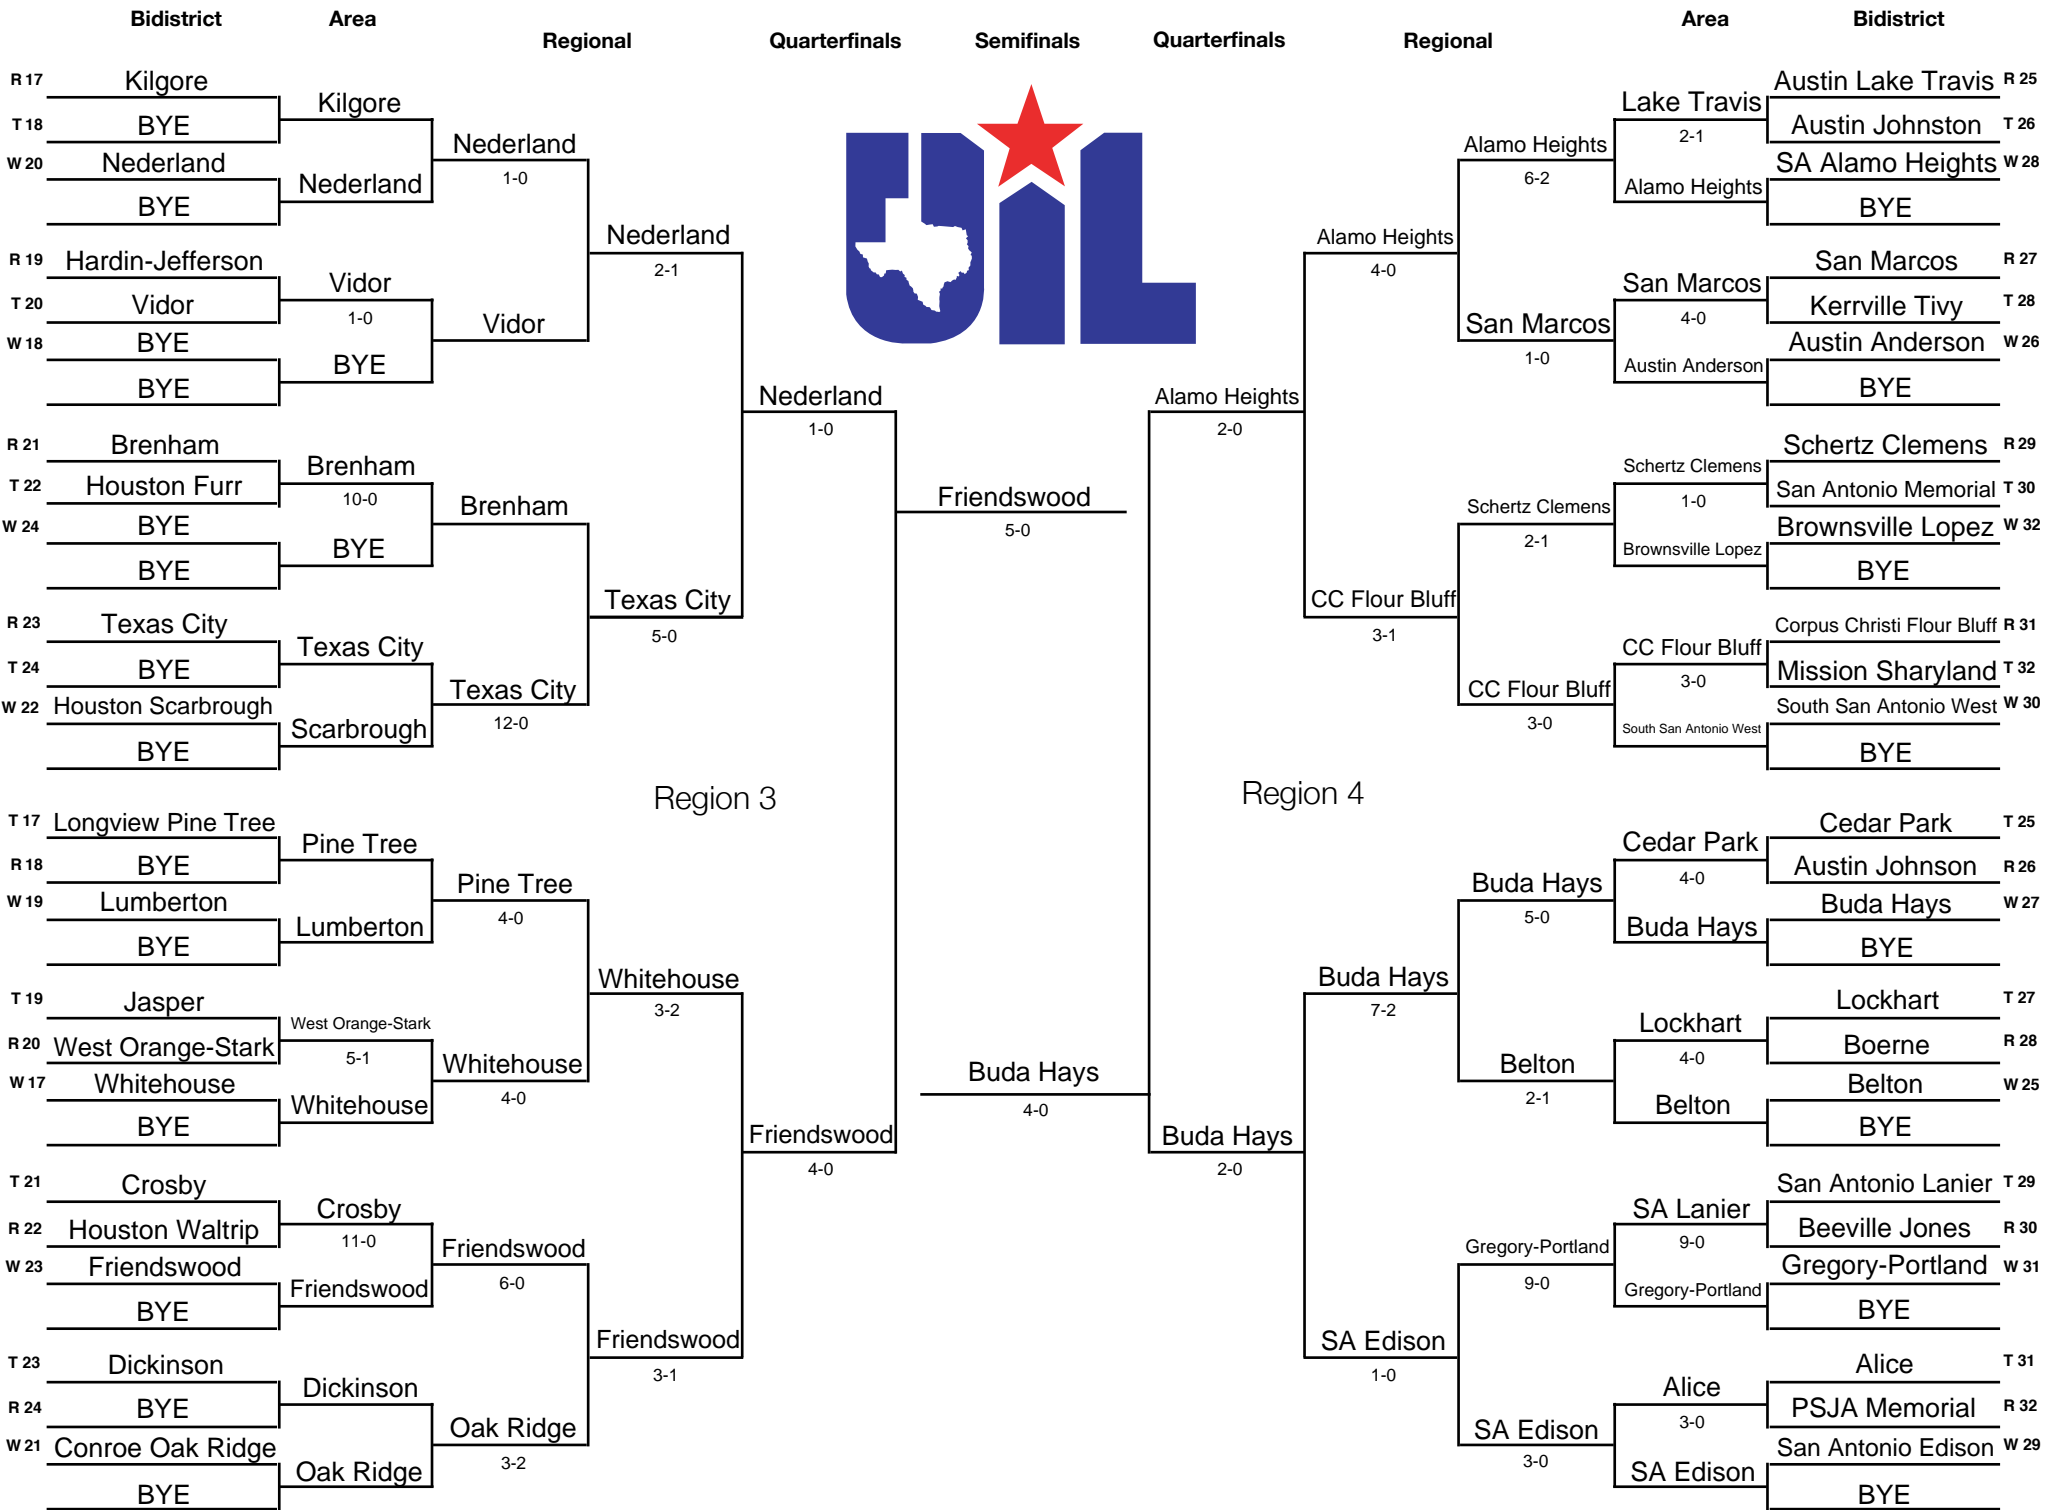 Bidistrict
Area
Regional
Quarterfinals
Semifinals
Quarterfinals
Regional
Area
Bidistrict
R 17
Kilgore
T 18
BYE
Kilgore
W 20
Nederland
BYE
Nederland
Nederland
1-0
R 19
Hardin-Jefferson
T 20
Vidor
Vidor
1-0
W 18
BYE
BYE
BYE
Vidor
Nederland
2-1
R 21
Brenham
T 22
Houston Furr
Brenham
10-0
W 24
BYE
BYE
BYE
Brenham
R 23
Texas City
T 24
BYE
Texas City
W 22
Houston Scarbrough
BYE
Scarbrough
Texas City
12-0
Texas City
5-0
Nederland
1-0
Region 3
T 17
Longview Pine Tree
R 18
BYE
Pine Tree
W 19
Lumberton
BYE
Lumberton
Pine Tree
4-0
T 19
Jasper
R 20
West Orange-Stark
West Orange-Stark
5-1
W 17
Whitehouse
BYE
Whitehouse
Whitehouse
4-0
Whitehouse
3-2
T 21
Crosby
R 22
Houston Waltrip
Crosby
11-0
W 23
Friendswood
BYE
Friendswood
Friendswood
6-0
T 23
Dickinson
R 24
BYE
Dickinson
W 21
Conroe Oak Ridge
BYE
Oak Ridge
Oak Ridge
3-2
Friendswood
3-1
Friendswood
4-0
UIL
Friendswood
5-0
Buda Hays
4-0
Austin Lake Travis
R 25
Austin Johnston
T 26
Lake Travis
2-1
SA Alamo Heights
W 28
BYE
Alamo Heights
Alamo Heights
6-2
San Marcos
R 27
Kerrville Tivy
T 28
San Marcos
4-0
Austin Anderson
W 26
BYE
Austin Anderson
San Marcos
1-0
Alamo Heights
4-0
Schertz Clemens
R 29
San Antonio Memorial
T 30
Schertz Clemens
1-0
Brownsville Lopez
W 32
BYE
Brownsville Lopez
Schertz Clemens
2-1
Corpus Christi Flour Bluff
R 31
Mission Sharyland
T 32
CC Flour Bluff
3-0
South San Antonio West
W 30
BYE
South San Antonio West
CC Flour Bluff
3-0
CC Flour Bluff
3-1
Alamo Heights
2-0
Region 4
Cedar Park
T 25
Austin Johnson
R 26
Cedar Park
4-0
Buda Hays
W 27
BYE
Buda Hays
Buda Hays
5-0
Lockhart
T 27
Boerne
R 28
Lockhart
4-0
Belton
W 25
BYE
Belton
Belton
2-1
Buda Hays
7-2
San Antonio Lanier
T 29
Beeville Jones
R 30
SA Lanier
9-0
Gregory-Portland
W 31
BYE
Gregory-Portland
Gregory-Portland
9-0
Alice
T 31
PSJA Memorial
R 32
Alice
3-0
San Antonio Edison
W 29
BYE
SA Edison
SA Edison
3-0
SA Edison
1-0
Buda Hays
2-0